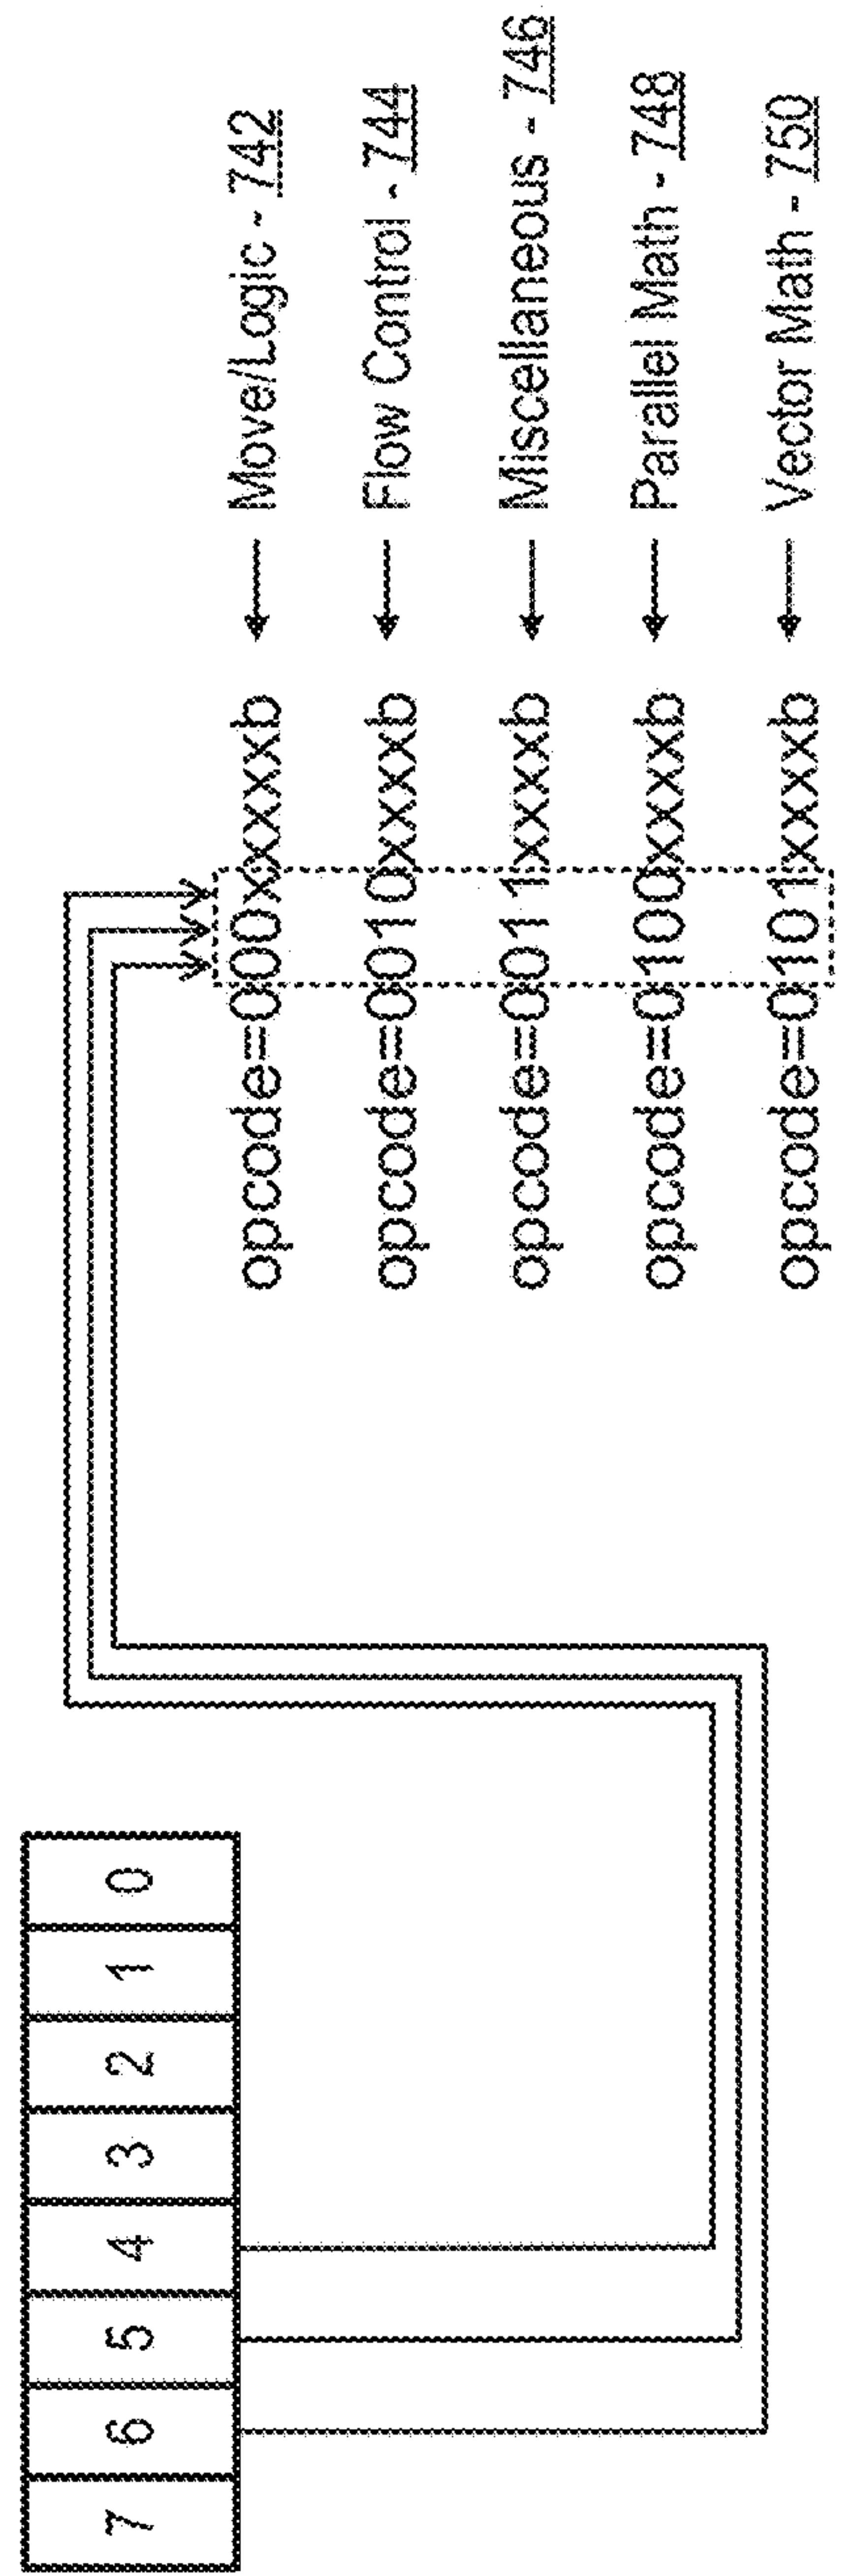 7 6 5 4 3 2 1 0
opcode=000xxxxxb ← Move/Logic - 742
opcode=0010xxxxb ← Flow Control - 744
opcode=0011xxxxb ← Miscellaneous - 746
opcode=0100xxxxb ← Parallel Math - 748
opcode=0101xxxxb ← Vector Math - 750